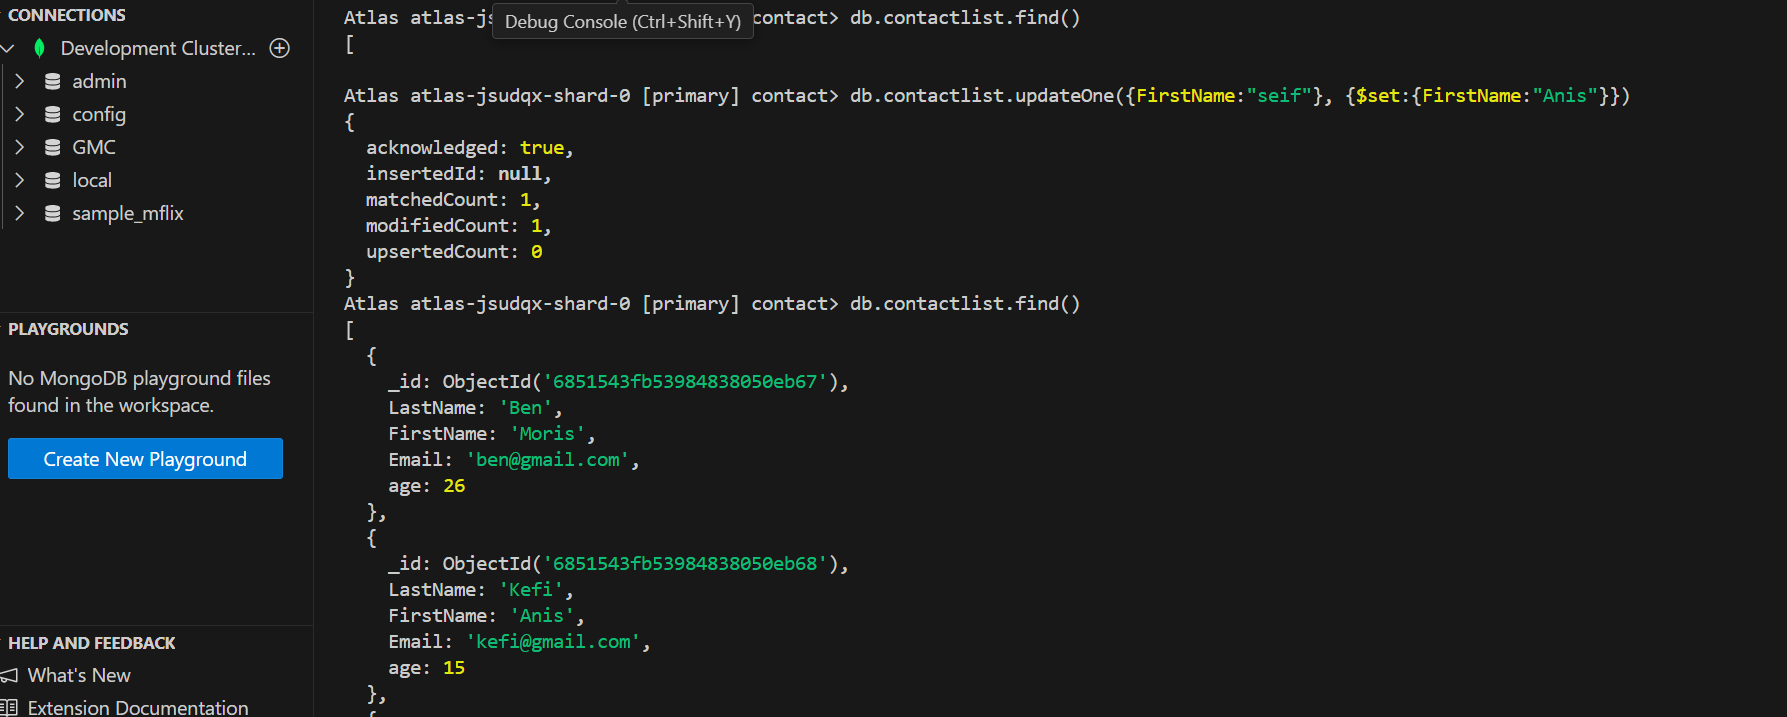 CONNECTIONS
Development Cluster...
admin
config
GMC
local
sample_mflix
PLAYGROUNDS
No MongoDB playground files
found in the workspace.
Create New Playground
HELP AND FEEDBACK
What's New
Extension Documentation
Debug Console (Ctrl+Shift+Y)
Atlas atlas-js contact> db.contactlist.find()
[
Atlas atlas-jsudqx-shard-0 [primary] contact> db.contactlist.updateOne({FirstName:"seif"}, {$set:{FirstName:"Anis"}})
{
acknowledged: true,
insertedId: null,
matchedCount: 1,
modifiedCount: 1,
upsertedCount: 0
}
Atlas atlas-jsudqx-shard-0 [primary] contact> db.contactlist.find()
[
{
_id: ObjectId('6851543fb53984838050eb67'),
LastName: 'Ben',
FirstName: 'Moris',
Email: 'ben@gmail.com',
age: 26
},
{
_id: ObjectId('6851543fb53984838050eb68'),
LastName: 'Kefi',
FirstName: 'Anis',
Email: 'kefi@gmail.com',
age: 15
},
{